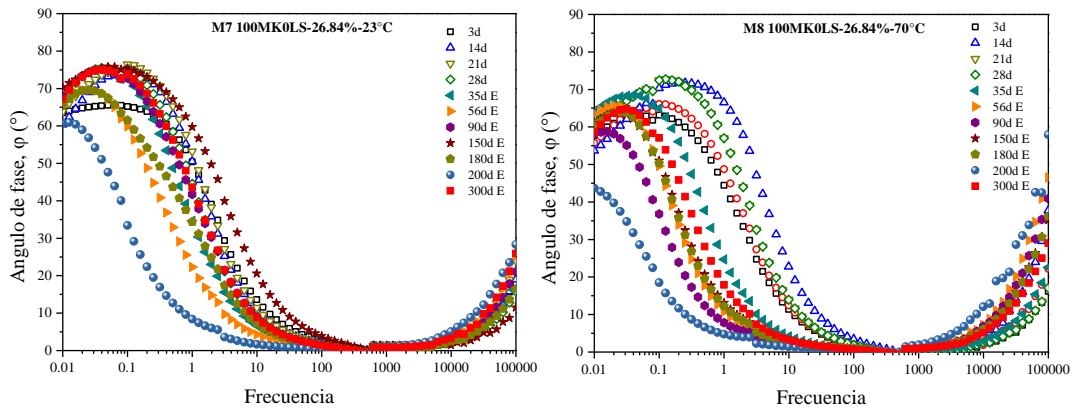 M7 100MK0LS-26.84%-23°C
3d
14d
21d
28d
35d E
56d E
90d E
150d E
180d E
200d E
300d E
Angulo de fase, φ (°)
90
80
70
60
50
40
30
20
10
0
0.01
0.1
1
10
100
1000
10000
100000
Frecuencia
M8 100MK0LS-26.84%-70°C
3d
14d
21d
28d
35d E
56d E
90d E
150d E
180d E
200d E
300d E
Angulo de fase, φ (°)
90
80
70
60
50
40
30
20
10
0
0.01
0.1
1
10
100
1000
10000
100000
Frecuencia